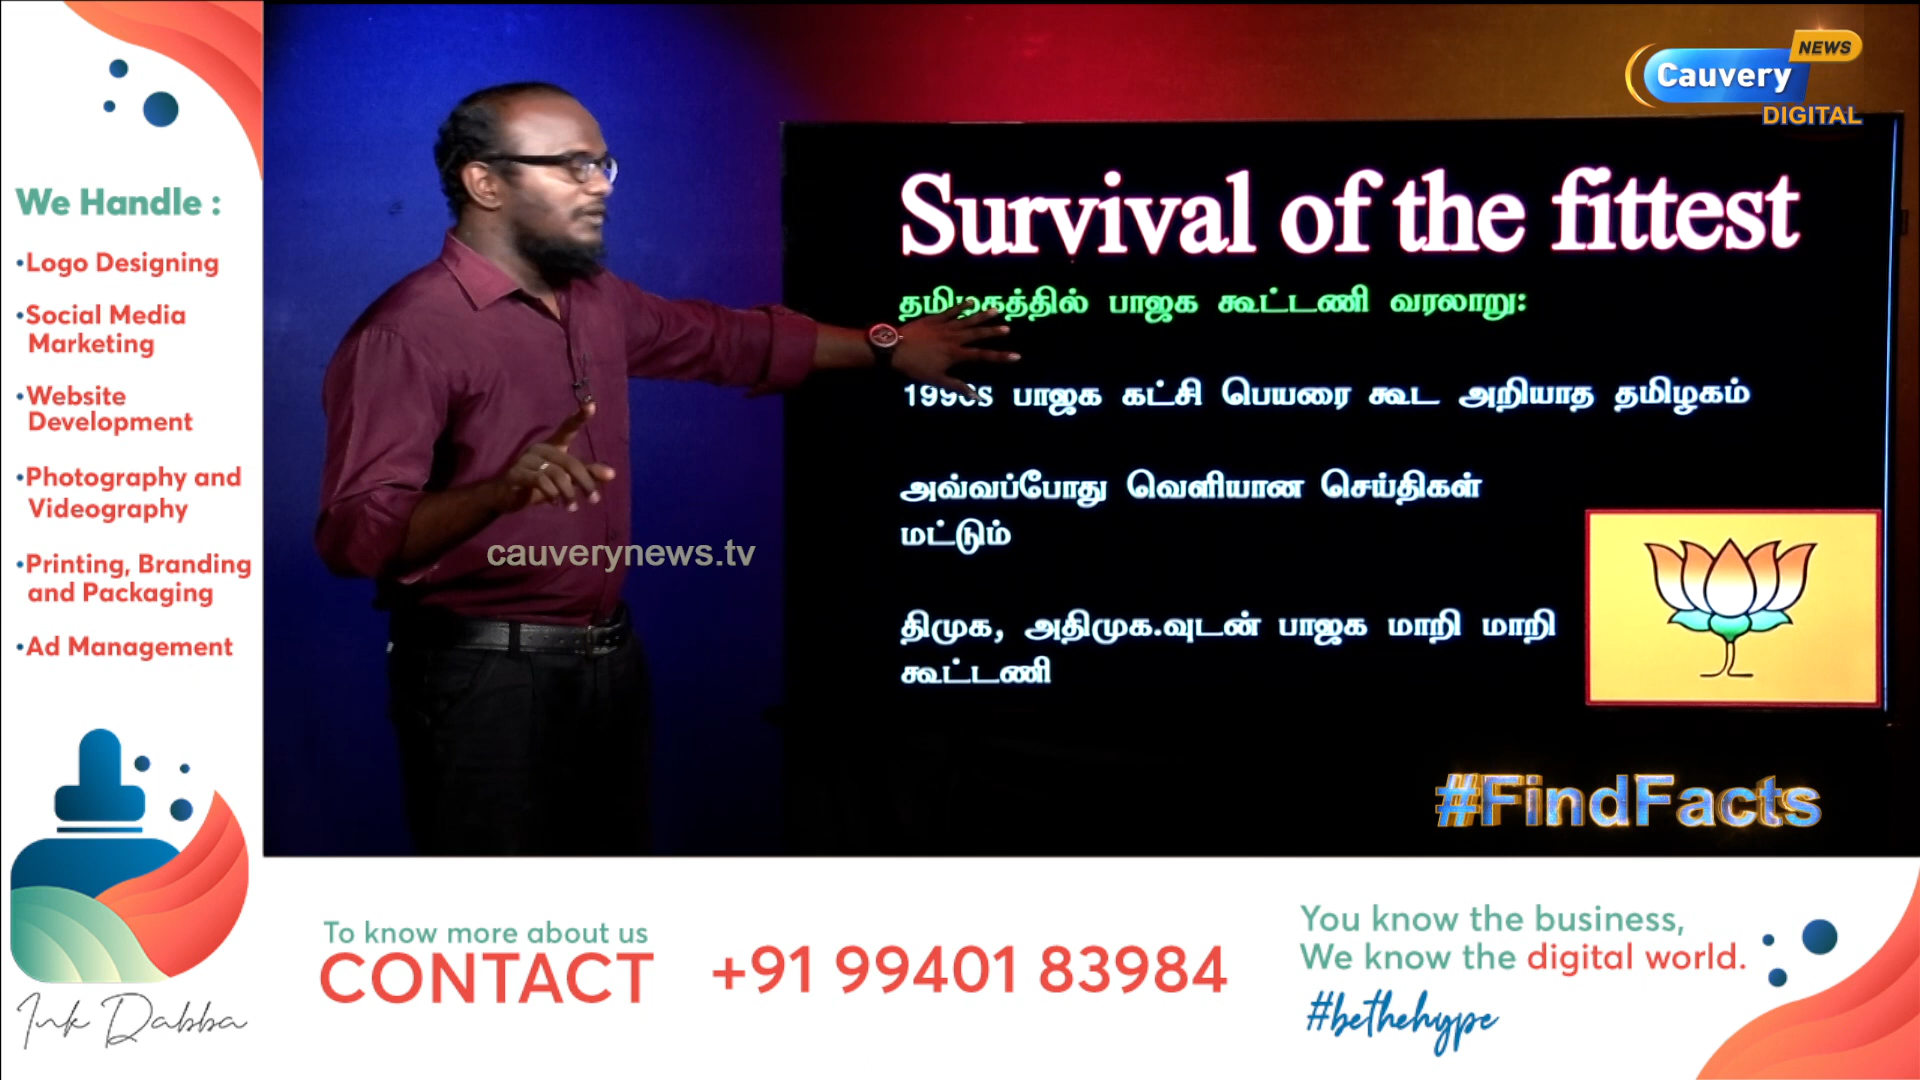 We Handle :
•Logo Designing
•Social Media
Marketing
•Website
Development
•Photography and
Videography
•Printing, Branding
and Packaging
•Ad Management
Ink Dabba
Cauvery
NEWS
DIGITAL
Survival of the fittest
தமிழகத்தில் பாஜக கூட்டணி வரலாறு:
பாஜக கட்சி பெயரை கூட அறியாத தமிழகம்
அவ்வப்போது வெளியான செய்திகள்
மட்டும்
திமுக, அதிமுக.வுடன் பாஜக மாறி மாறி
கூட்டணி
cauverynews.tv
#FindFacts
To know more about us
CONTACT
+91 99401 83984
You know the business,
We know the digital world.
#bethehype